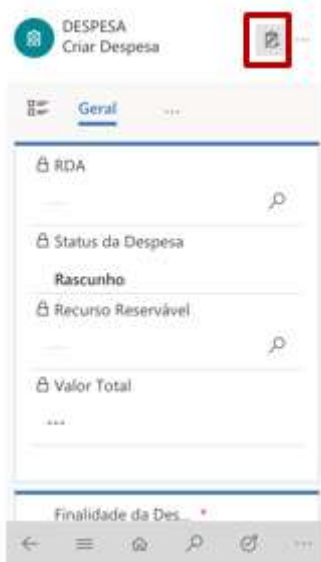 DESPESA
Criar Despesa
Geral
RDA
Status da Despesa
Rascunho
Recurso Reservável
Valor Total
Finalidade da Des... *